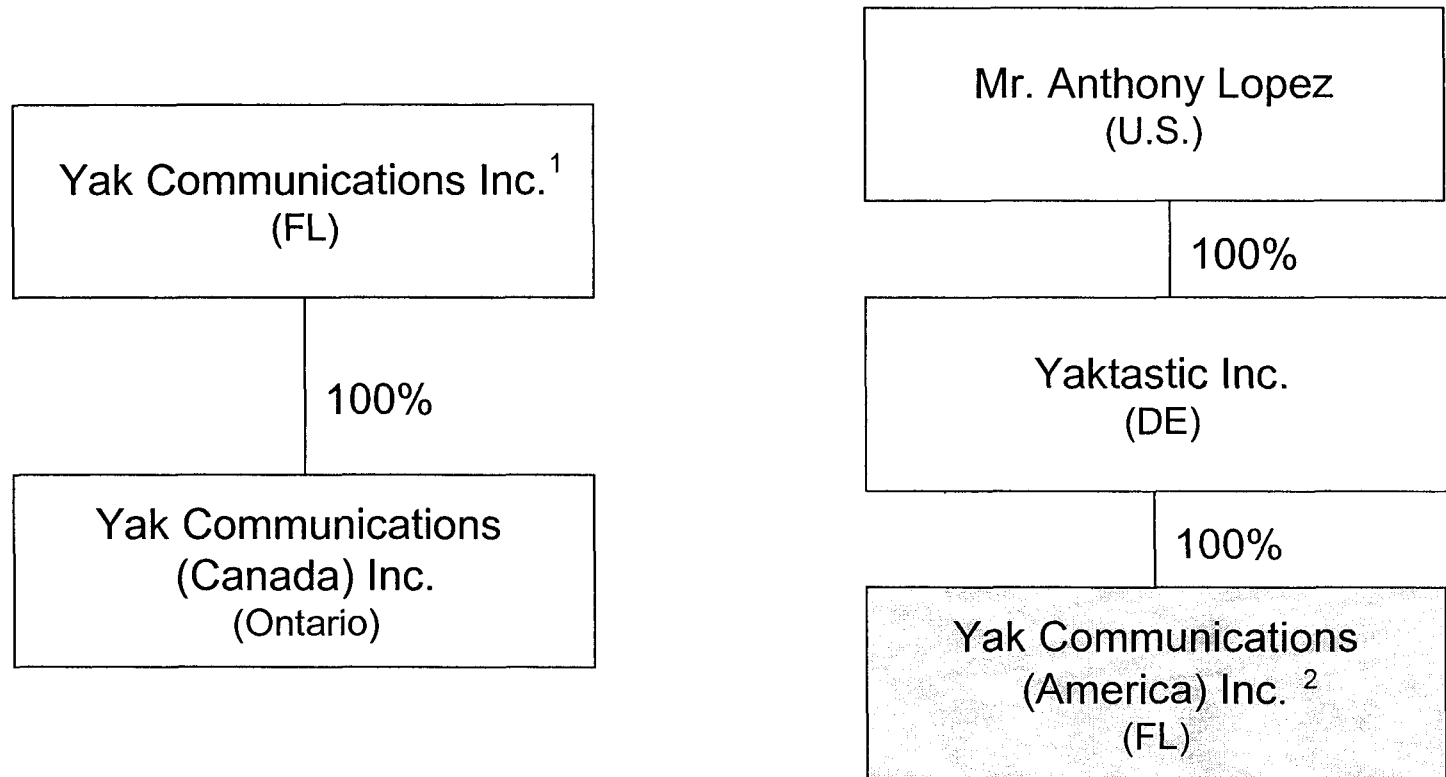 Yak Communications Inc.¹
(FL)
100%
Yak Communications
(Canada) Inc.
(Ontario)
Mr. Anthony Lopez
(U.S.)
100%
Yaktastic Inc.
(DE)
100%
Yak Communications
(America) Inc. ²
(FL)